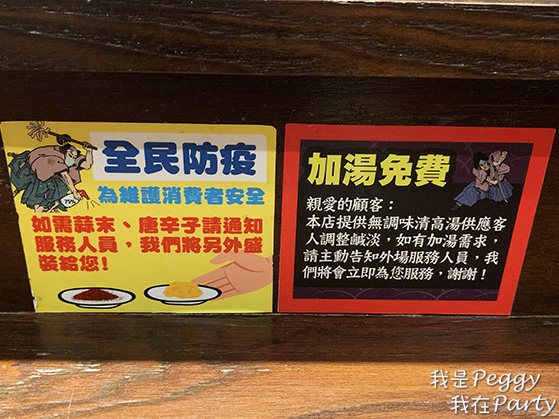 全民防疫
為維護消費者安全
如需蒜末、唐辛子請通知
服務人員，我們將另外盛
裝給您！
75%
加湯免費
親愛的顧客：
本店提供無調味清高湯供應客
人調整鹹淡，如有加湯需求，
請主動告知外場服務人員，我
們將會立即為您服務，謝謝！
我是Peggy
我在Party